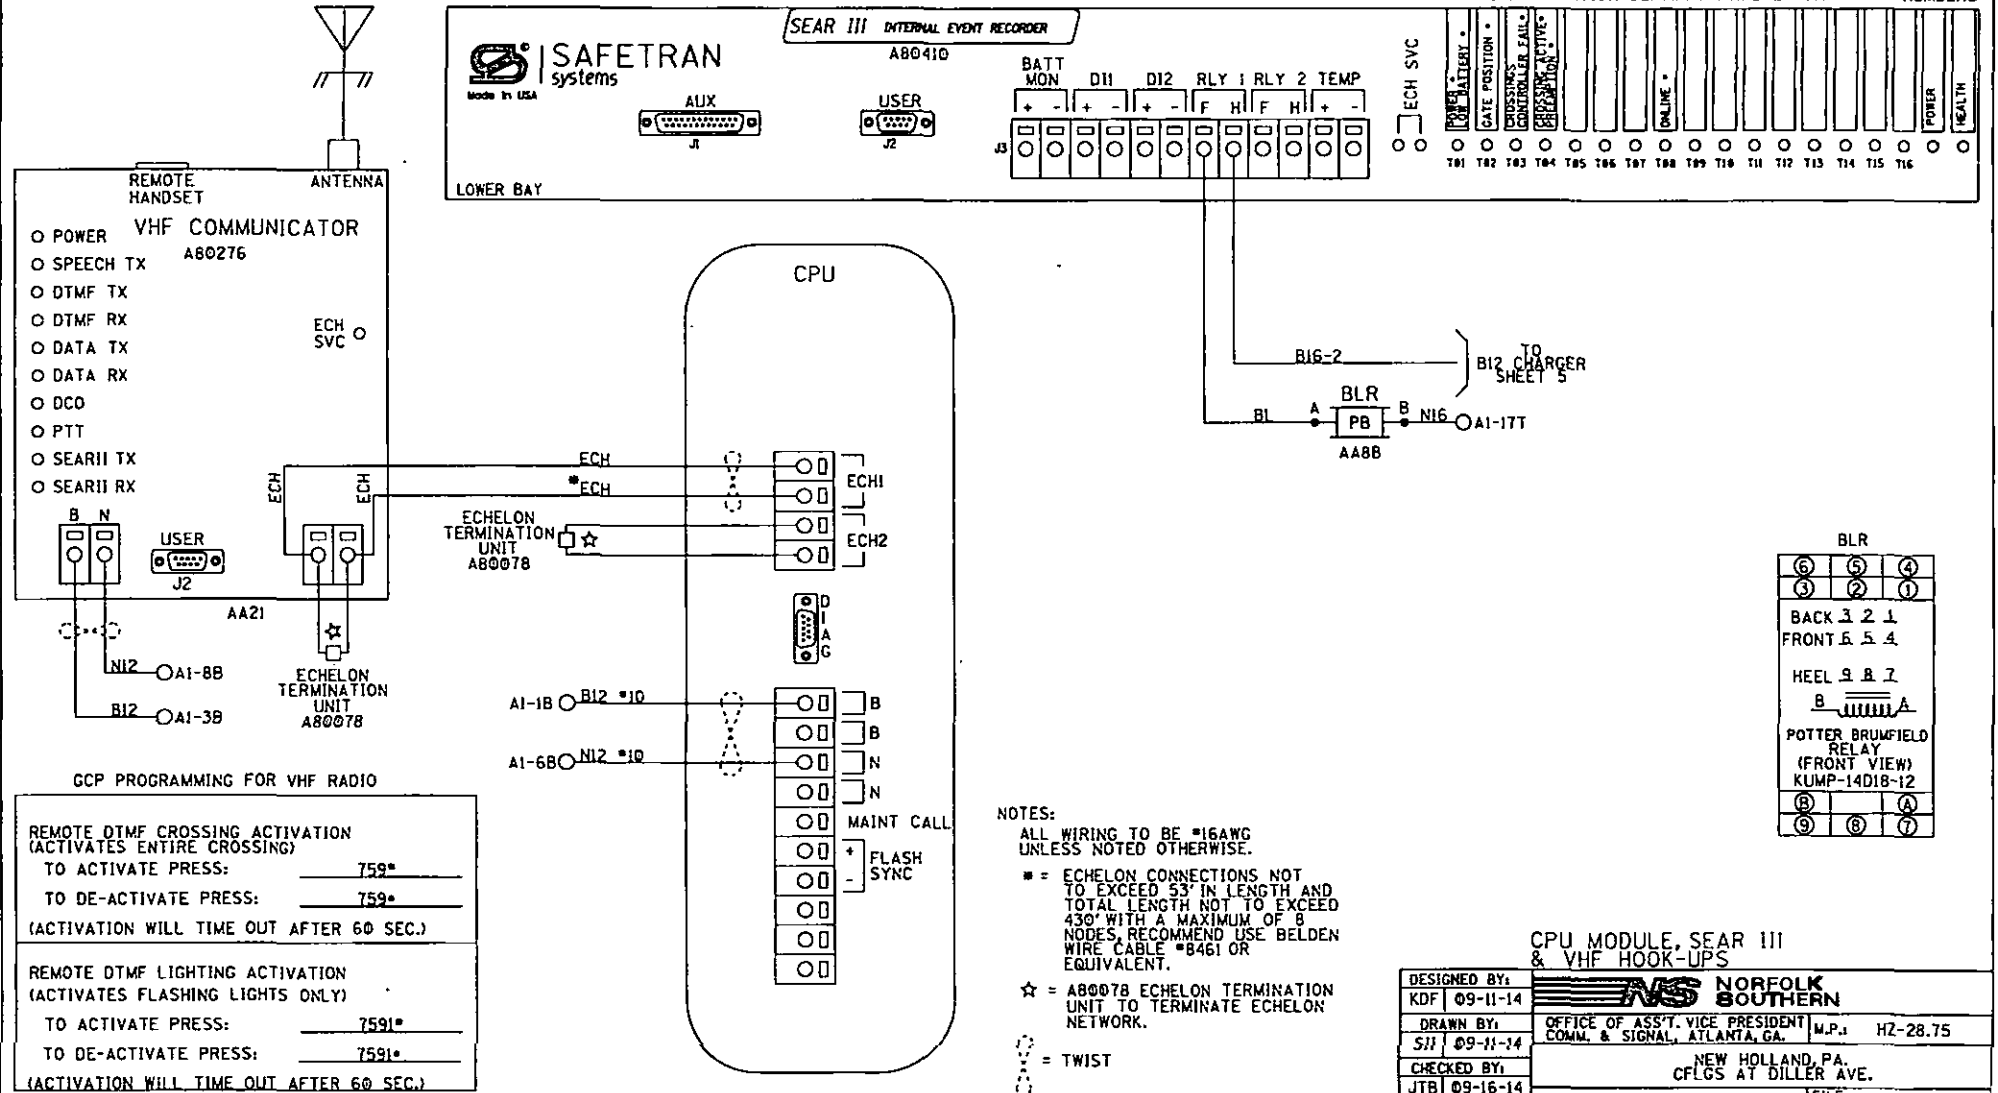 SEAR III INTERNAL EVENT RECORDER
A80410
SAFETRAN
systems
Made in USA
AUX
J1
USER
J2
BATT
MON
DI1
DI2
RLY 1
RLY 2
TEMP
+ - + - + - F H F H + -
J3
LOWER BAY
ECH SVC
POWER •
LOW BATTERY •
GATE POSITION •
CROSSINGS
CONTROLLER FAIL•
CROSSING ACTIVE•
PREEMPTION •
ONLINE •
POWER
HEALTH
T01 T02 T03 T04 T05 T06 T07 T08 T09 T10 T11 T12 T13 T14 T15 T16
REMOTE
HANDSET
ANTENNA
VHF COMMUNICATOR
A80276
POWER
SPEECH TX
DTMF TX
DTMF RX
DATA TX
DATA RX
DCD
PTT
SEARII TX
SEARII RX
ECH
SVC
B N
USER
J2
ECH
ECH
AA21
N12 A1-8B
B12 A1-3B
ECHELON
TERMINATION
UNIT
A80078
CPU
ECH
*ECH
ECH1
ECHELON
TERMINATION
UNIT
A80078
ECH2
DIAG
A1-1B B12 #10
A1-6B N12 #10
B
B
N
N
MAINT CALL
+
-
FLASH
SYNC
B16-2
TO
B12 CHARGER
SHEET 5
BLR
BL A PB B N16 A1-17T
AA8B
BLR
6 5 4
3 2 1
BACK 3 2 1
FRONT 6 5 4
HEEL 9 8 7
B A
POTTER BRUMFIELD
RELAY
(FRONT VIEW)
KUMP-14D18-12
B A
9 8 7
GCP PROGRAMMING FOR VHF RADIO
REMOTE DTMF CROSSING ACTIVATION
(ACTIVATES ENTIRE CROSSING)
TO ACTIVATE PRESS: 759*
TO DE-ACTIVATE PRESS: 759*
(ACTIVATION WILL TIME OUT AFTER 60 SEC.)
REMOTE DTMF LIGHTING ACTIVATION
(ACTIVATES FLASHING LIGHTS ONLY)
TO ACTIVATE PRESS: 7591*
TO DE-ACTIVATE PRESS: 7591*
(ACTIVATION WILL TIME OUT AFTER 60 SEC.)
NOTES:
ALL WIRING TO BE #16AWG
UNLESS NOTED OTHERWISE.
* = ECHELON CONNECTIONS NOT
TO EXCEED 53' IN LENGTH AND
TOTAL LENGTH NOT TO EXCEED
430' WITH A MAXIMUM OF 8
NODES, RECOMMEND USE BELDEN
WIRE CABLE #8461 OR
EQUIVALENT.
☆ = A80078 ECHELON TERMINATION
UNIT TO TERMINATE ECHELON
NETWORK.
= TWIST
CPU MODULE, SEAR III
& VHF HOOK-UPS
DESIGNED BY:
KDF 09-11-14
DRAWN BY:
SII 09-11-14
CHECKED BY:
JTB 09-16-14
NS NORFOLK
SOUTHERN
OFFICE OF ASS'T. VICE PRESIDENT
COMM. & SIGNAL, ATLANTA, GA.
M.P.: HZ-28.75
NEW HOLLAND, PA.
CFLGS AT DILLER AVE.